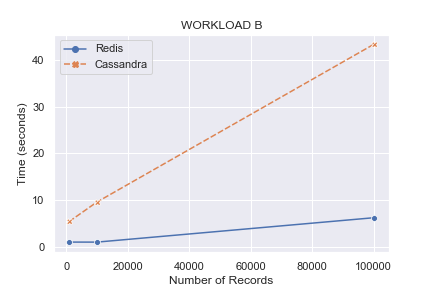 WORKLOAD B
Redis
Cassandra
Time (seconds)
40
30
20
10
0
0 20000 40000 60000 80000 100000
Number of Records